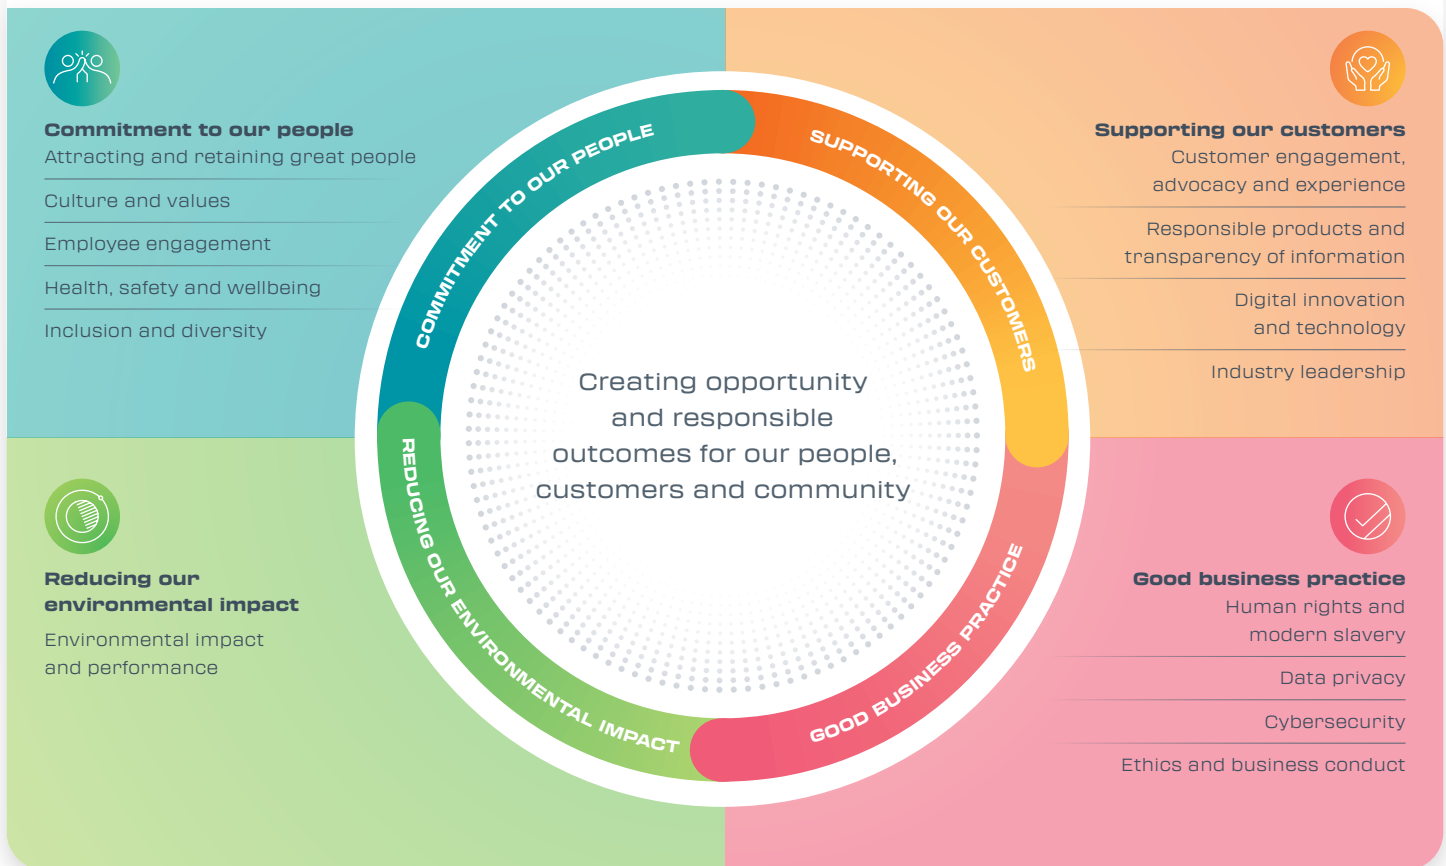 Commitment to our people
Attracting and retaining great people
Culture and values
Employee engagement
Health, safety and wellbeing
Inclusion and diversity
Supporting our customers
Customer engagement,
advocacy and experience
Responsible products and
transparency of information
Digital innovation
and technology
Industry leadership
COMMITMENT TO OUR PEOPLE
SUPPORTING OUR CUSTOMERS
Creating opportunity
and responsible
outcomes for our people,
customers and community
REDUCING OUR ENVIRONMENTAL IMPACT
GOOD BUSINESS PRACTICE
Reducing our
environmental impact
Environmental impact
and performance
Good business practice
Human rights and
modern slavery
Data privacy
Cybersecurity
Ethics and business conduct